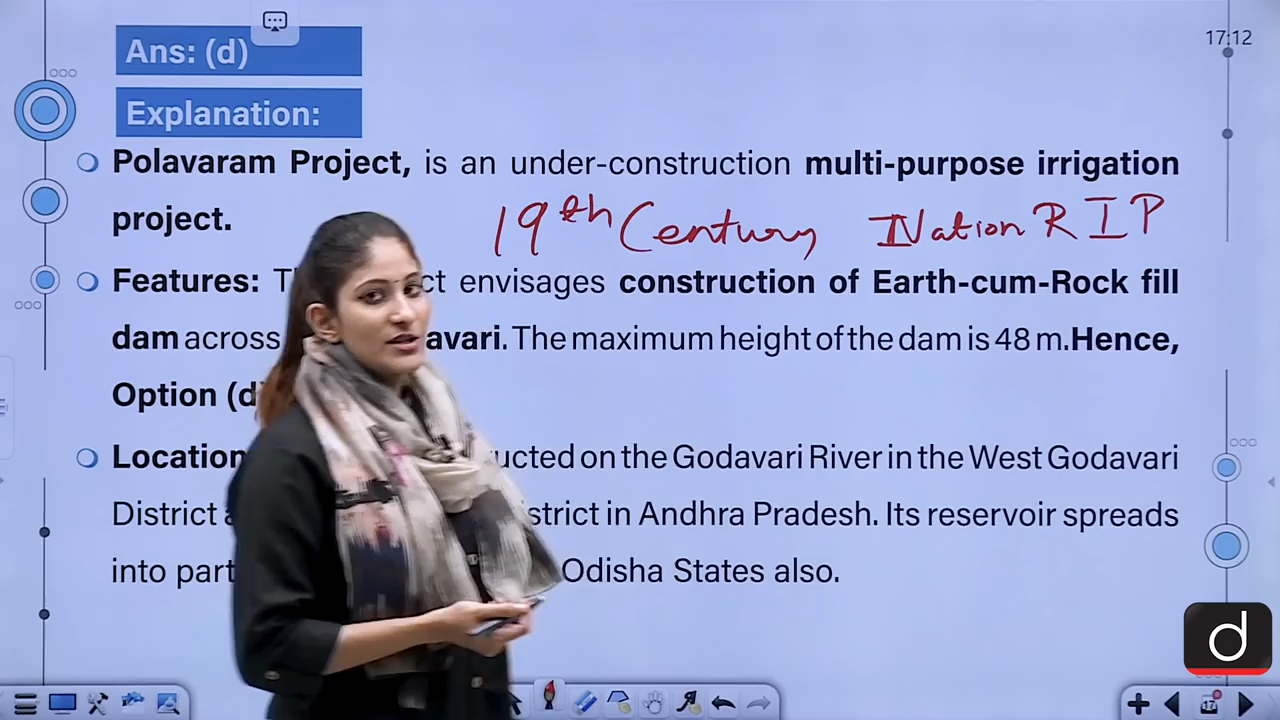 Ans: (d)
17:12
Explanation:
Polavaram Project, is an under-construction multi-purpose irrigation
project.
19th Century Nation RIP
Features: ct envisages construction of Earth-cum-Rock fill
dam across avari. The maximum height of the dam is 48 m. Hence,
Option (d
Location ucted on the Godavari River in the West Godavari
District strict in Andhra Pradesh. Its reservoir spreads
into part Odisha States also.
d
17